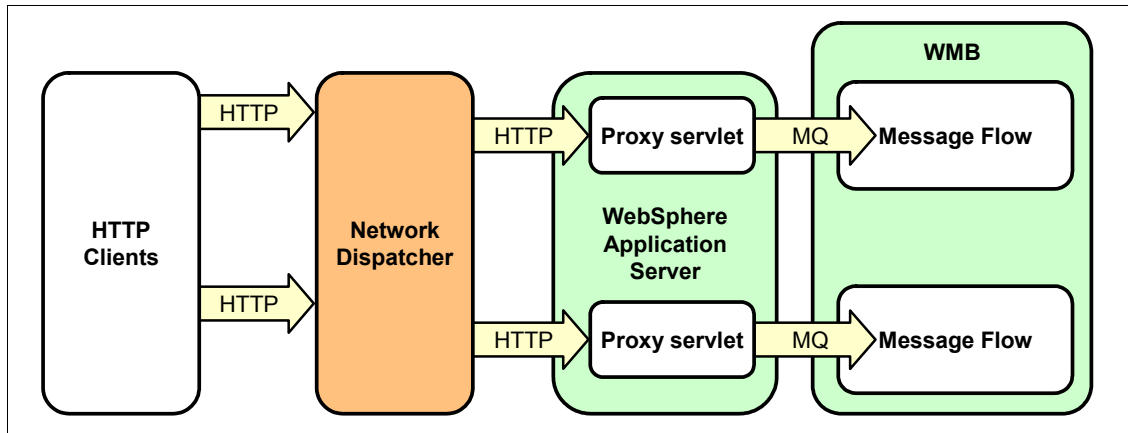 WMB
HTTP
HTTP
Proxy servlet
MQ
Message Flow
HTTP
Clients
Network
Dispatcher
WebSphere
Application
Server
HTTP
HTTP
Proxy servlet
MQ
Message Flow